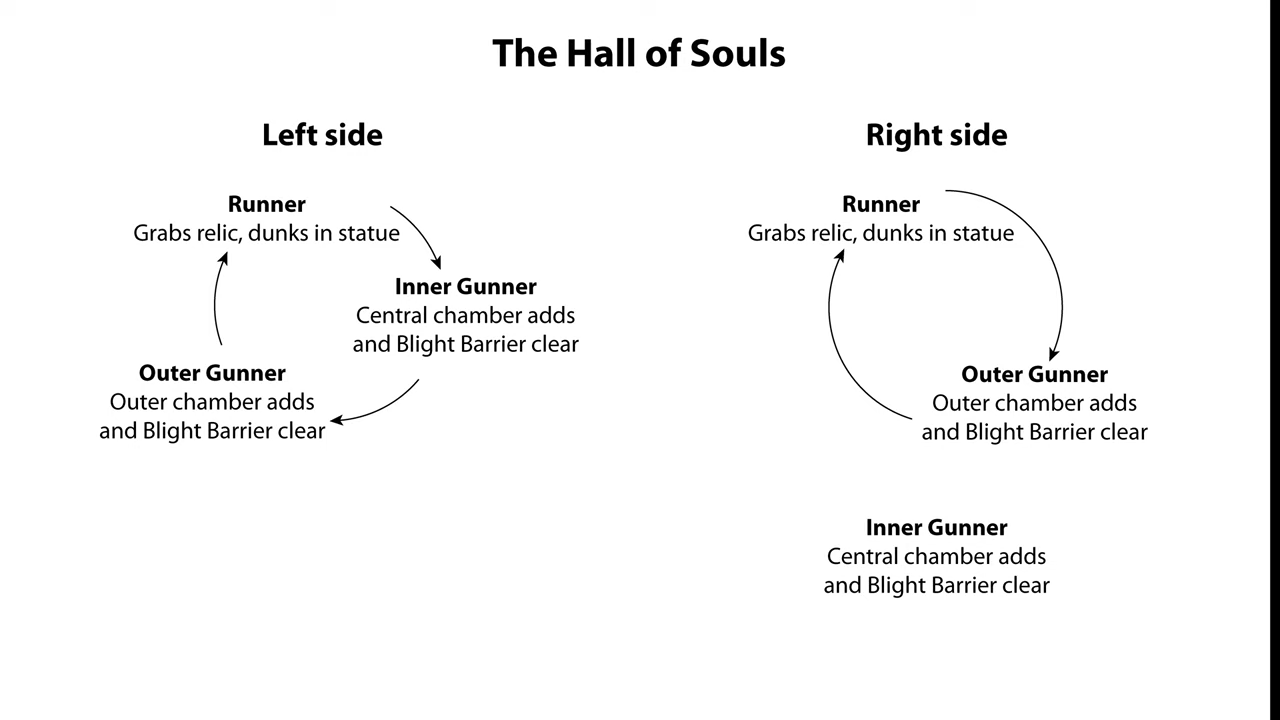 The Hall of Souls
Left side
Runner
Grabs relic, dunks in statue
Inner Gunner
Central chamber adds
and Blight Barrier clear
Outer Gunner
Outer chamber adds
and Blight Barrier clear
Right side
Runner
Grabs relic, dunks in statue
Outer Gunner
Outer chamber adds
and Blight Barrier clear
Inner Gunner
Central chamber adds
and Blight Barrier clear